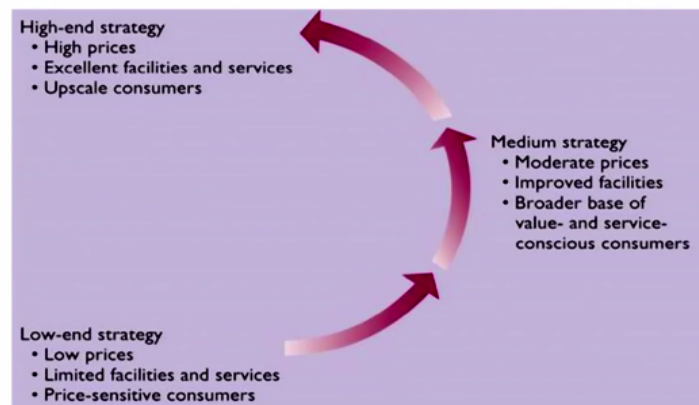 High-end strategy
• High prices
• Excellent facilities and services
• Upscale consumers
Medium strategy
• Moderate prices
• Improved facilities
• Broader base of
value- and service-
conscious consumers
Low-end strategy
• Low prices
• Limited facilities and services
• Price-sensitive consumers